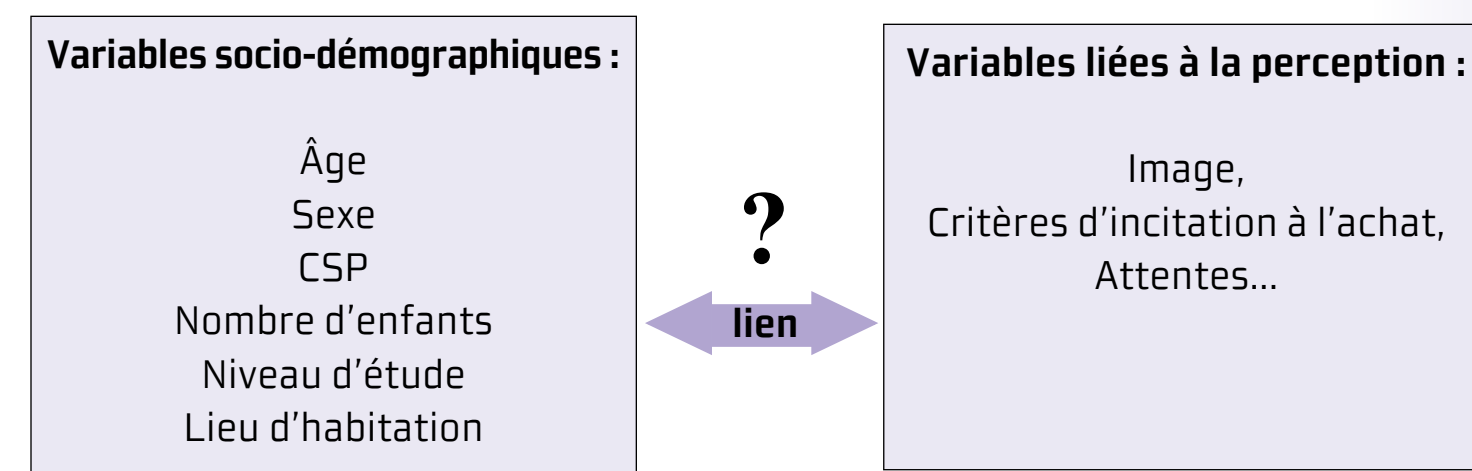 Variables socio-démographiques :
Âge
Sexe
CSP
Nombre d'enfants
Niveau d'étude
Lieu d'habitation
?
lien
Variables liées à la perception :
Image,
Critères d'incitation à l'achat,
Attentes...